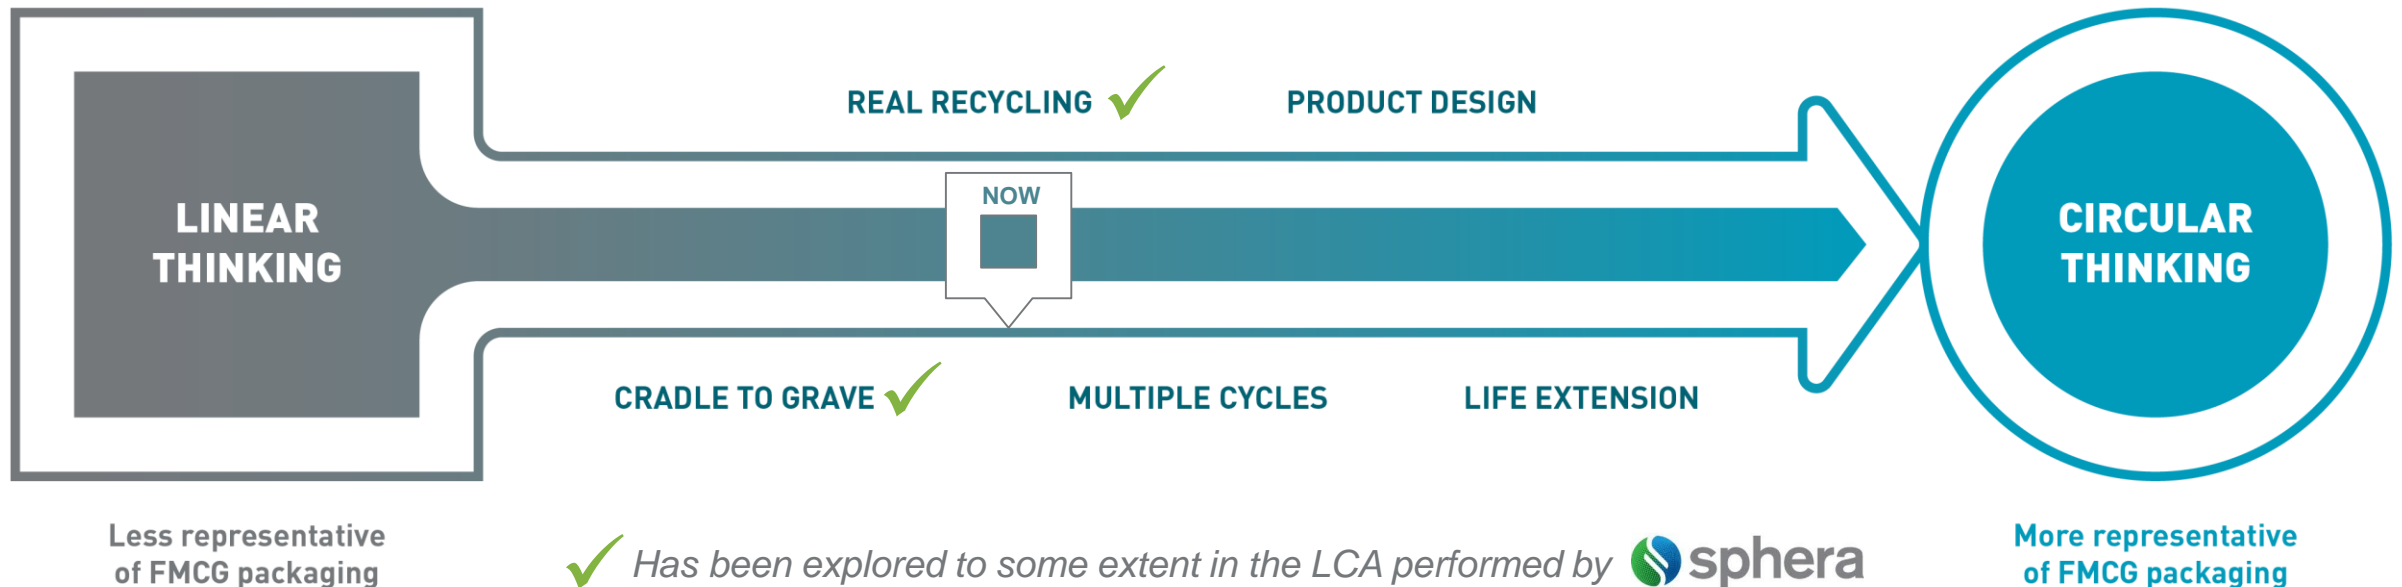 REAL RECYCLING
PRODUCT DESIGN
LINEAR
THINKING
NOW
CIRCULAR
THINKING
CRADLE TO GRAVE
MULTIPLE CYCLES
LIFE EXTENSION
Less representative
of FMCG packaging
Has been explored to some extent in the LCA performed by sphera
More representative
of FMCG packaging